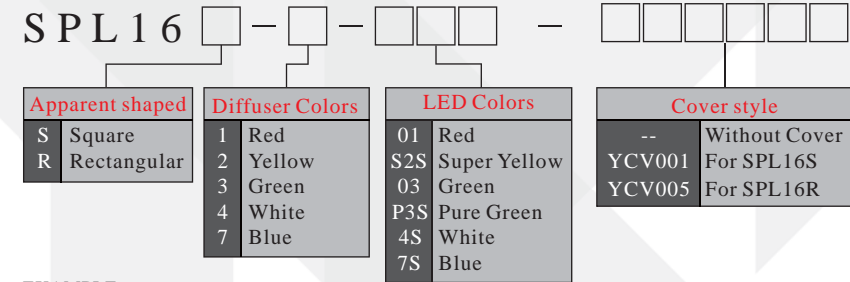 SPL16 - - -
Apparent shaped
S Square
R Rectangular
Diffuser Colors
1 Red
2 Yellow
3 Green
4 White
7 Blue
LED Colors
01 Red
S2S Super Yellow
03 Green
P3S Pure Green
4S White
7S Blue
Cover style
-- Without Cover
YCV001 For SPL16S
YCV005 For SPL16R